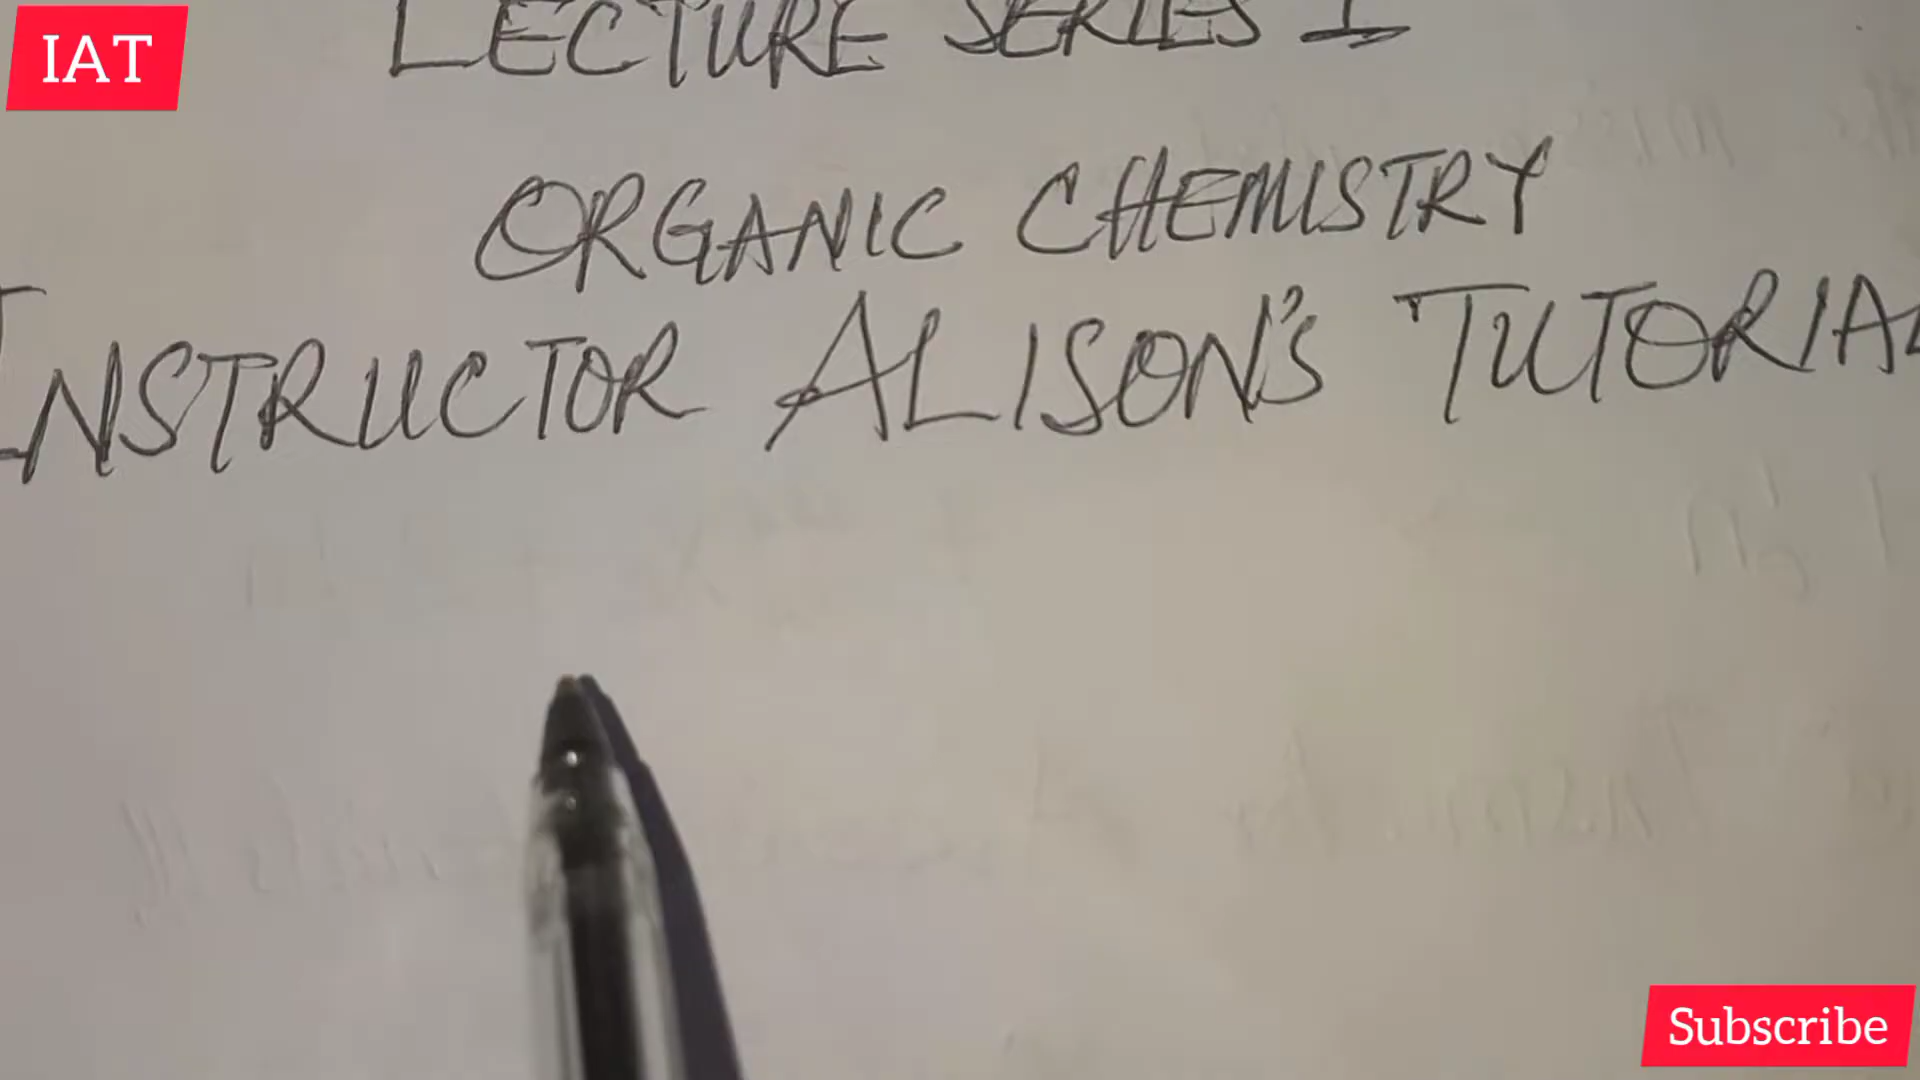 IAT
LECTURE SERIES I
ORGANIC CHEMISTRY
INSTRUCTOR ALISON'S TUTORIAL
Subscribe